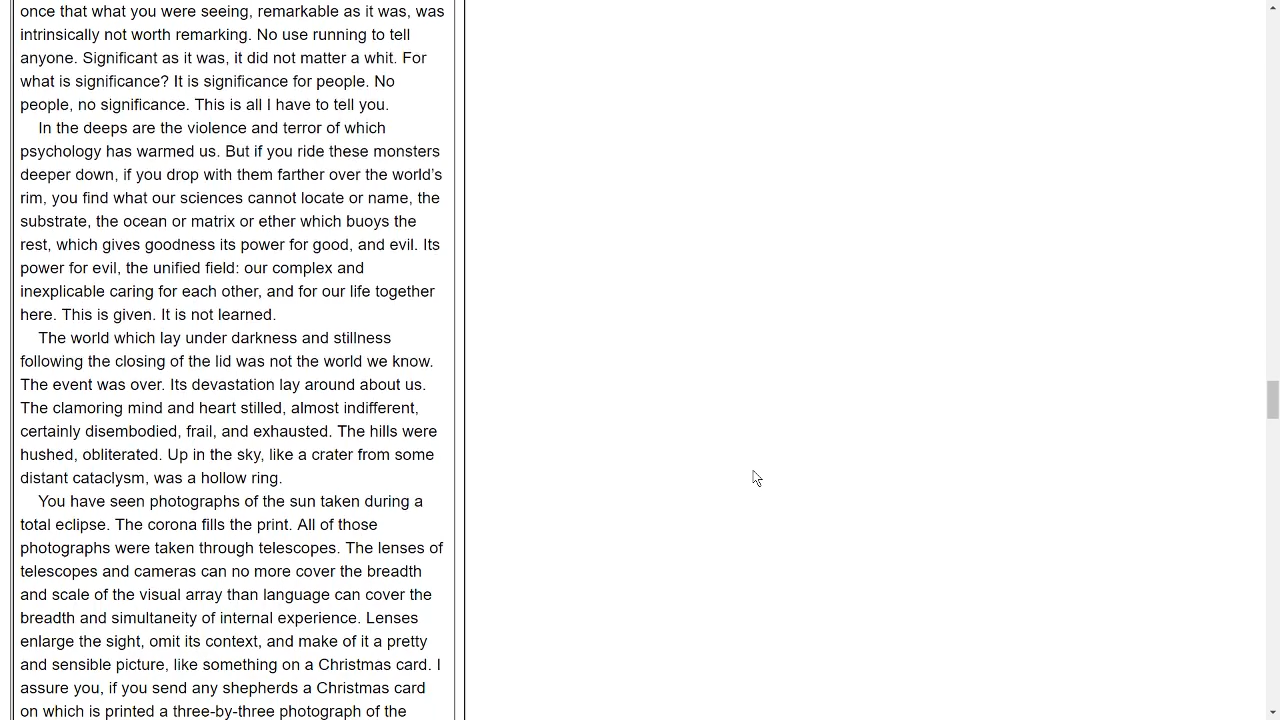 once that what you were seeing, remarkable as it was, was
intrinsically not worth remarking. No use running to tell
anyone. Significant as it was, it did not matter a whit. For
what is significance? It is significance for people. No
people, no significance. This is all I have to tell you.
In the deeps are the violence and terror of which
psychology has warmed us. But if you ride these monsters
deeper down, if you drop with them farther over the world’s
rim, you find what our sciences cannot locate or name, the
substrate, the ocean or matrix or ether which buoys the
rest, which gives goodness its power for good, and evil. Its
power for evil, the unified field: our complex and
inexplicable caring for each other, and for our life together
here. This is given. It is not learned.
The world which lay under darkness and stillness
following the closing of the lid was not the world we know.
The event was over. Its devastation lay around about us.
The clamoring mind and heart stilled, almost indifferent,
certainly disembodied, frail, and exhausted. The hills were
hushed, obliterated. Up in the sky, like a crater from some
distant cataclysm, was a hollow ring.
You have seen photographs of the sun taken during a
total eclipse. The corona fills the print. All of those
photographs were taken through telescopes. The lenses of
telescopes and cameras can no more cover the breadth
and scale of the visual array than language can cover the
breadth and simultaneity of internal experience. Lenses
enlarge the sight, omit its context, and make of it a pretty
and sensible picture, like something on a Christmas card. I
assure you, if you send any shepherds a Christmas card
on which is printed a three-by-three photograph of the